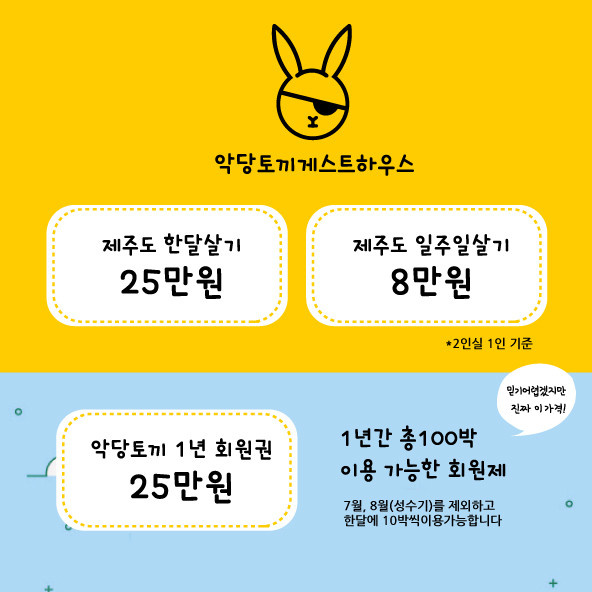 악당토끼게스트하우스
제주도 한달살기
25만원
제주도 일주일살기
8만원
*2인실 1인 기준
믿기어렵겠지만
진짜 이가격!
악당토끼 1년 회원권
25만원
1년간 총100박
이용 가능한 회원제
7월, 8월(성수기)를 제외하고
한달에 10박씩이용가능합니다